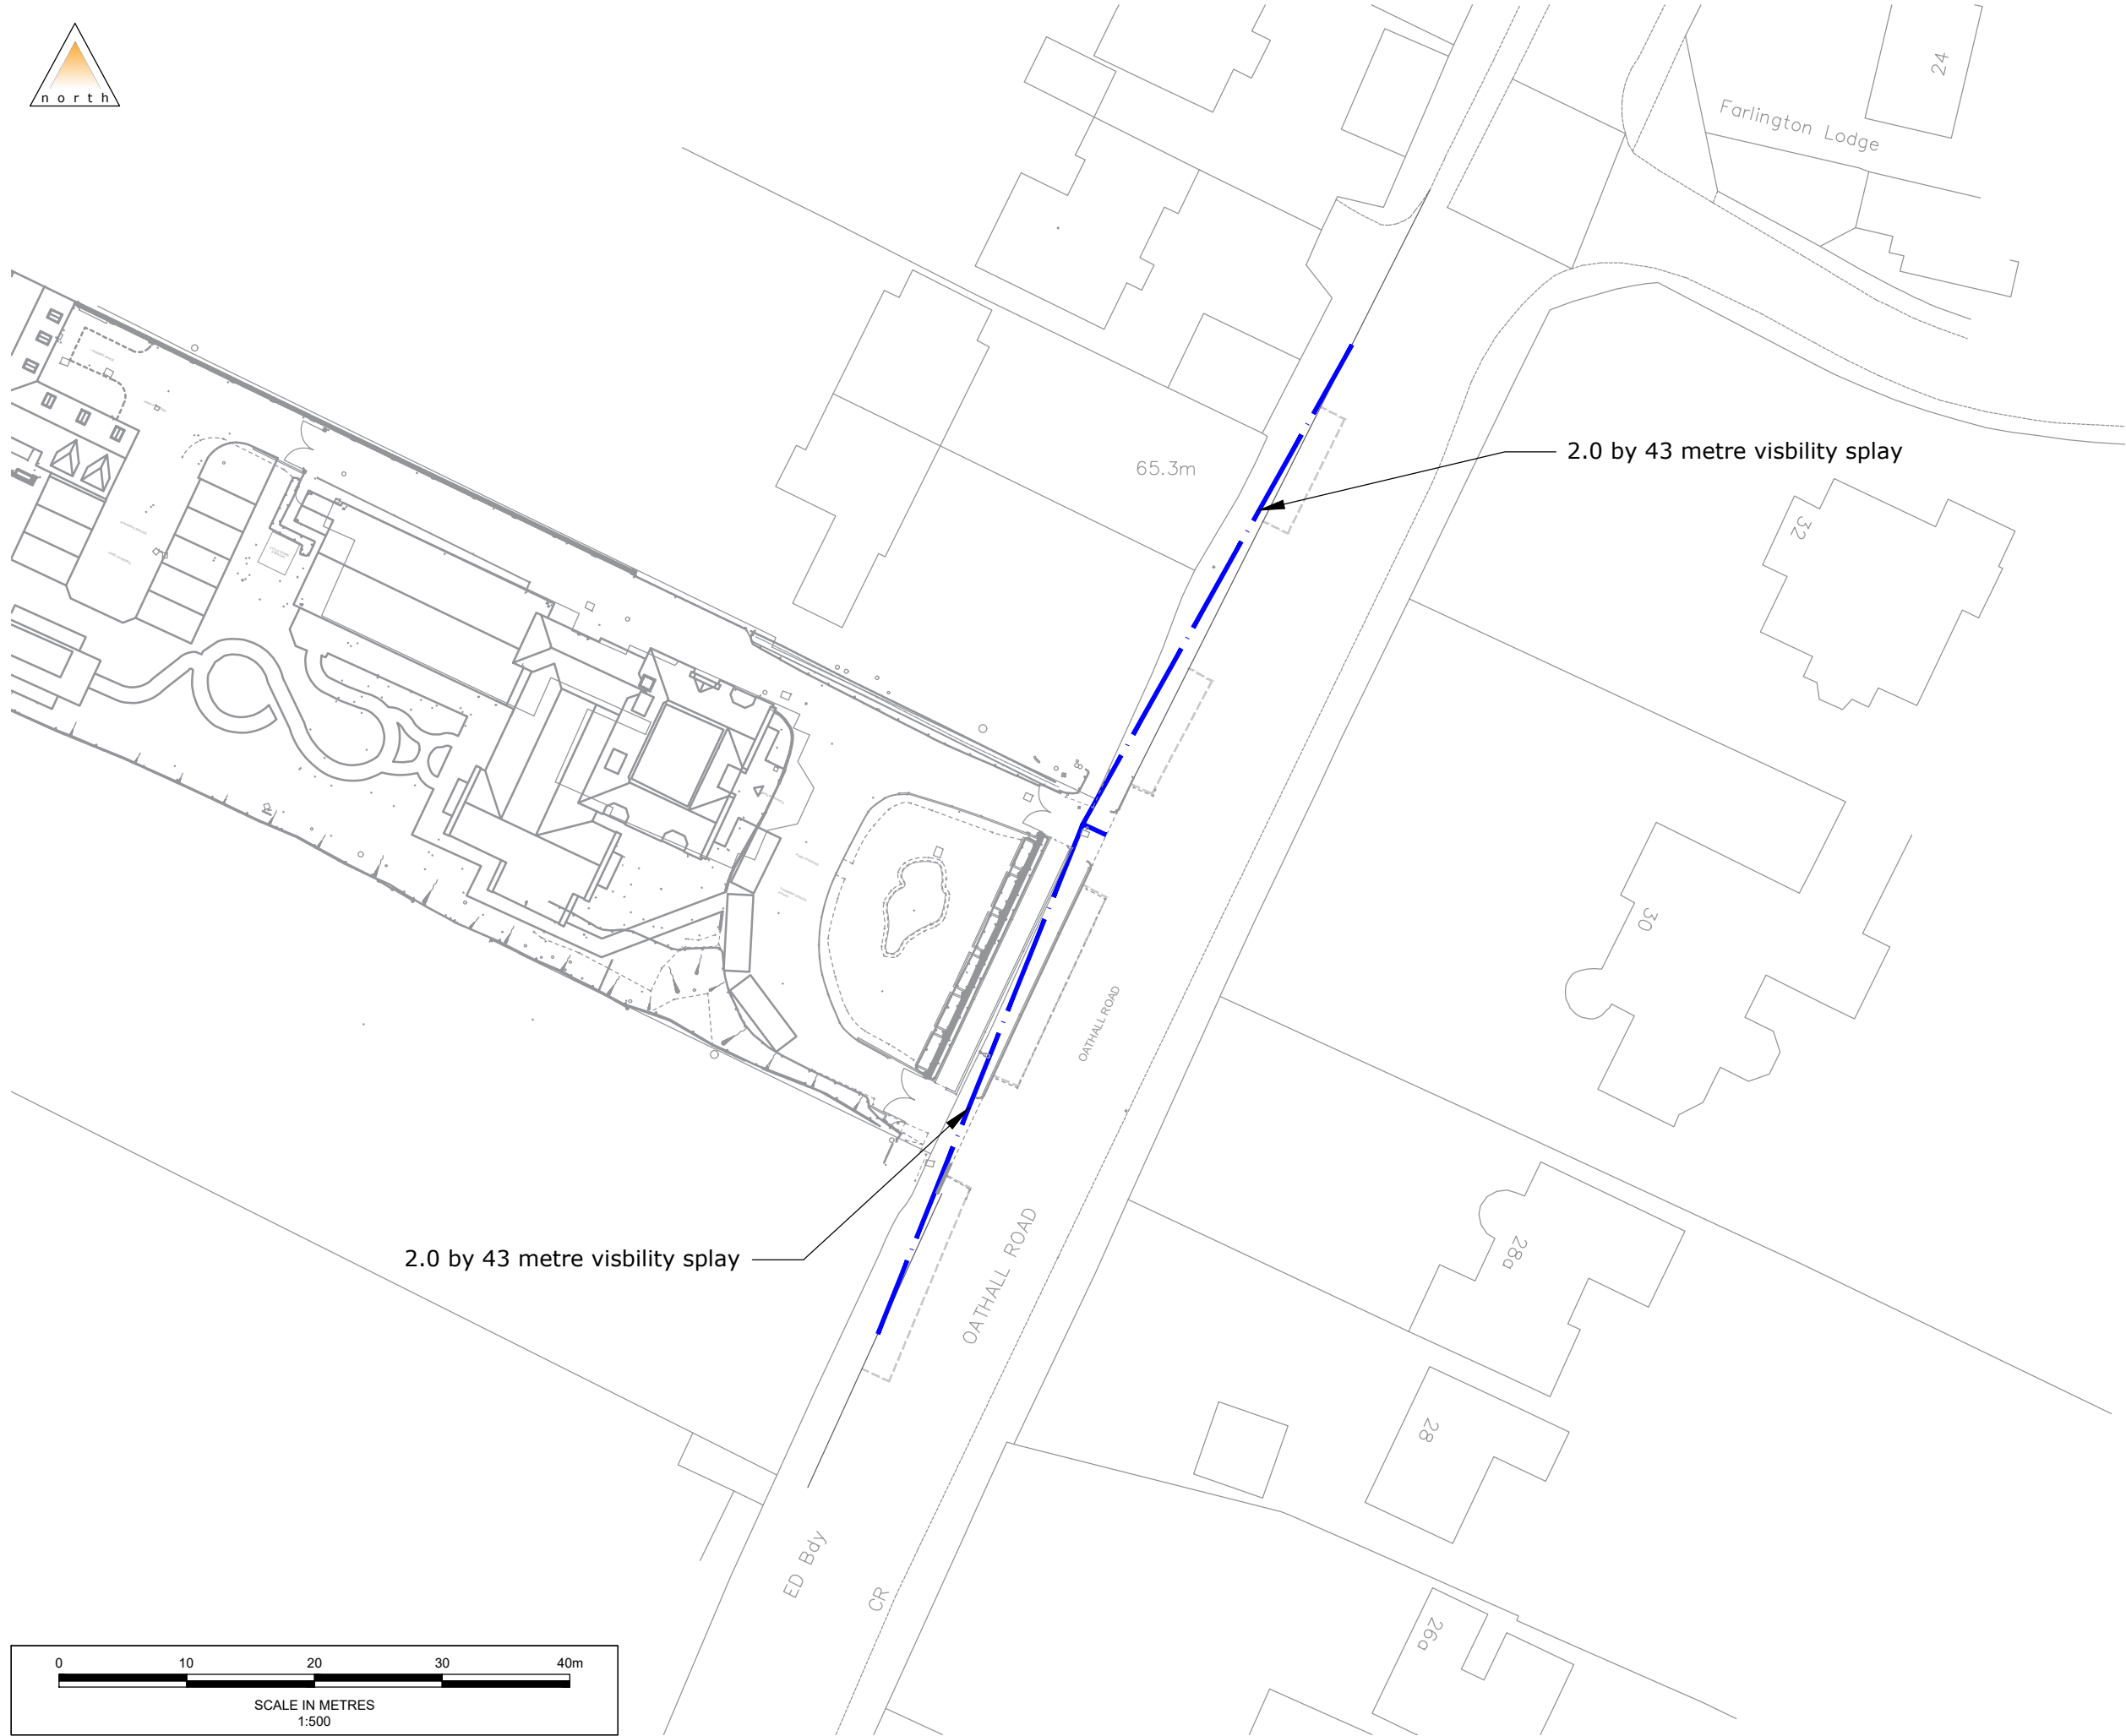 north
24
Farlington Lodge
2.0 by 43 metre visbility splay
65.3m
32
30
OATHALL ROAD
28a
OATHALL ROAD
2.0 by 43 metre visbility splay
28
ED Bdy
CR
26a
0 10 20 30 40m
SCALE IN METRES
1:500